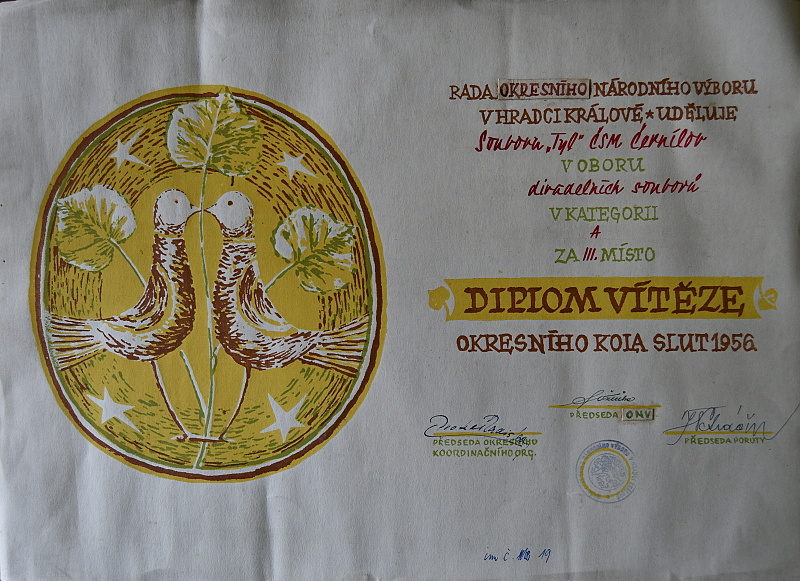 RADA OKRESNÍHO NÁRODNÍHO VÝBORU
V HRADCI KRÁLOVÉ ★ UDĚLUJE
Souboru „Tyl“ ČSM Černilov
V OBORU
divadelních souborů
V KATEGORII
A
ZA III. MÍSTO
DIPLOM VÍTĚZE
OKRESNÍHO KOLA SLUT 1956
PŘEDSEDA ONV
PŘEDSEDA OKRESNÍHO
KOORDINAČNÍHO ORG.
PŘEDSEDA POROTY
19